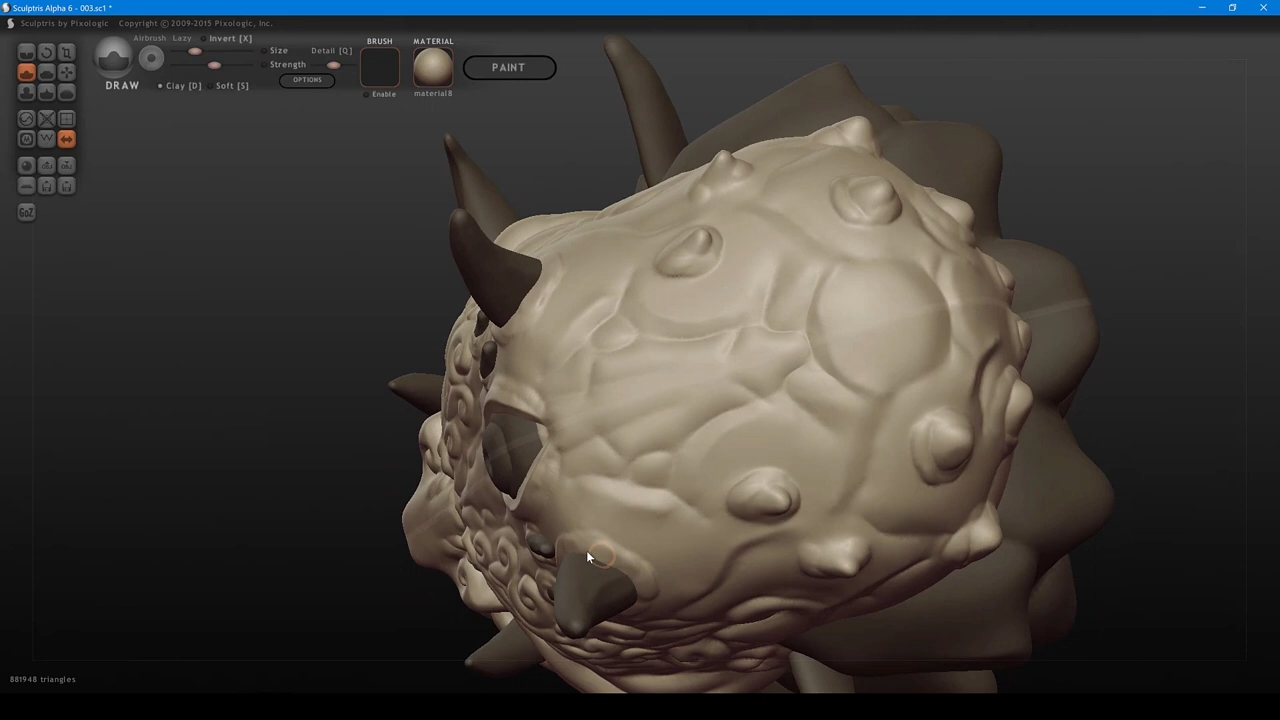 Sculptris Alpha 6 - 003.sc1 *
Sculptris by Pixologic Copyright © 2009-2015 Pixologic, Inc.
Airbrush Lazy Invert [X]
BRUSH MATERIAL
Size Detail [Q]
Strength
PAINT
OPTIONS
DRAW Clay [D] Soft [S]
Enable material8
GoZ
881948 triangles